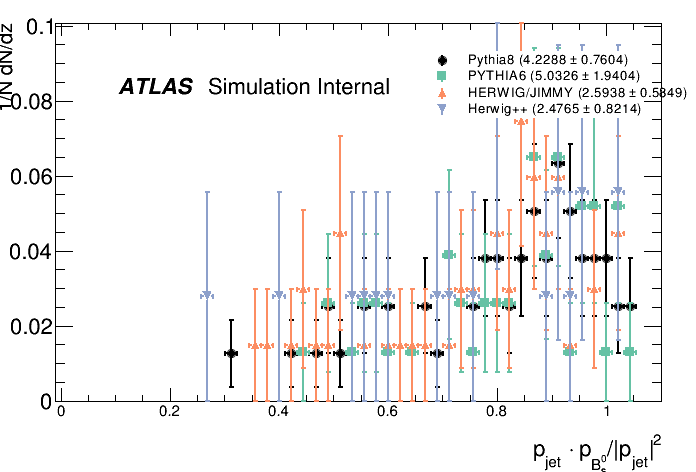 0.1
1/N dN/dz
Pythia8 (4.2288 ± 0.7604)
ATLAS Simulation Internal
PYTHIA6 (5.0326 ± 1.9404)
HERWIG/JIMMY (2.5938 ± 0.5849)
0.08
Herwig++ (2.4765 ± 0.8214)
0.06
0.04
0.02
0
0 0.2 0.4 0.6 0.8 1
p_jet · p_{B_s^0}/|p_jet|^2